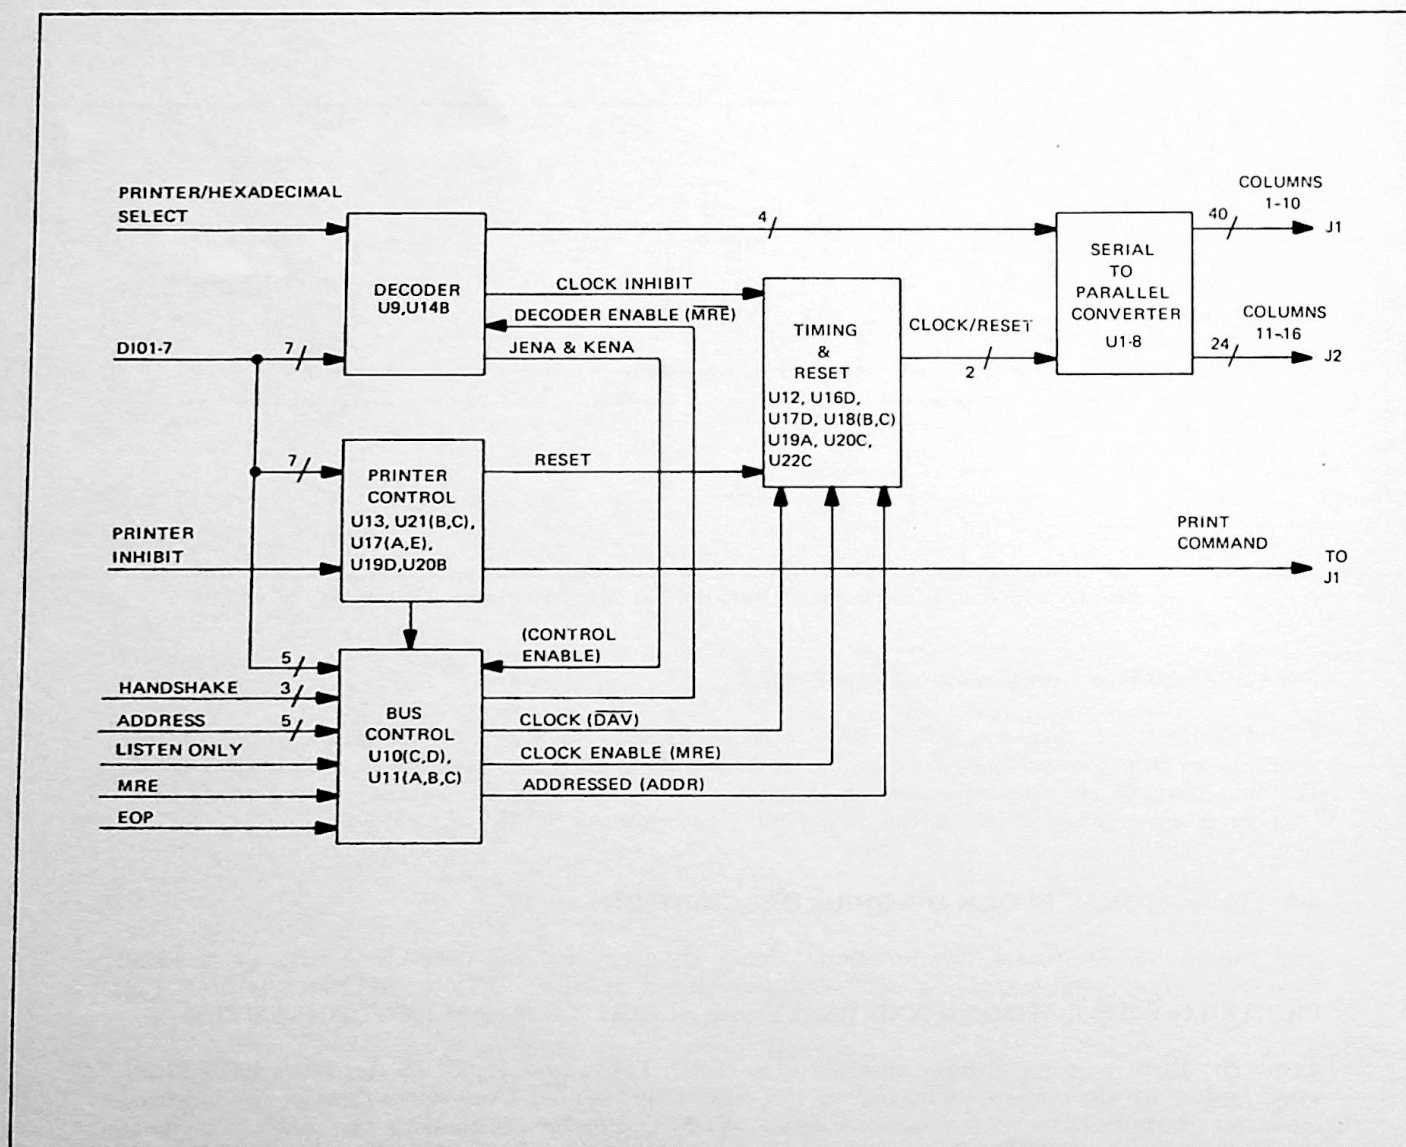 PRINTER/HEXADECIMAL
SELECT
DI01-7
7
DECODER
U9,U14B
4
CLOCK INHIBIT
DECODER ENABLE (M̅R̅E̅)
JENA & KENA
TIMING
&
RESET
U12, U16D,
U17D, U18(B,C)
U19A, U20C,
U22C
CLOCK/RESET
2
SERIAL
TO
PARALLEL
CONVERTER
U1-8
COLUMNS
1-10
40
J1
COLUMNS
11-16
24
J2
7
PRINTER
CONTROL
U13, U21(B,C),
U17(A,E),
U19D,U20B
RESET
PRINTER
INHIBIT
PRINT
COMMAND
TO
J1
(CONTROL
ENABLE)
5
HANDSHAKE
3
ADDRESS
5
LISTEN ONLY
MRE
EOP
BUS
CONTROL
U10(C,D),
U11(A,B,C)
CLOCK (D̅A̅V̅)
CLOCK ENABLE (MRE)
ADDRESSED (ADDR)